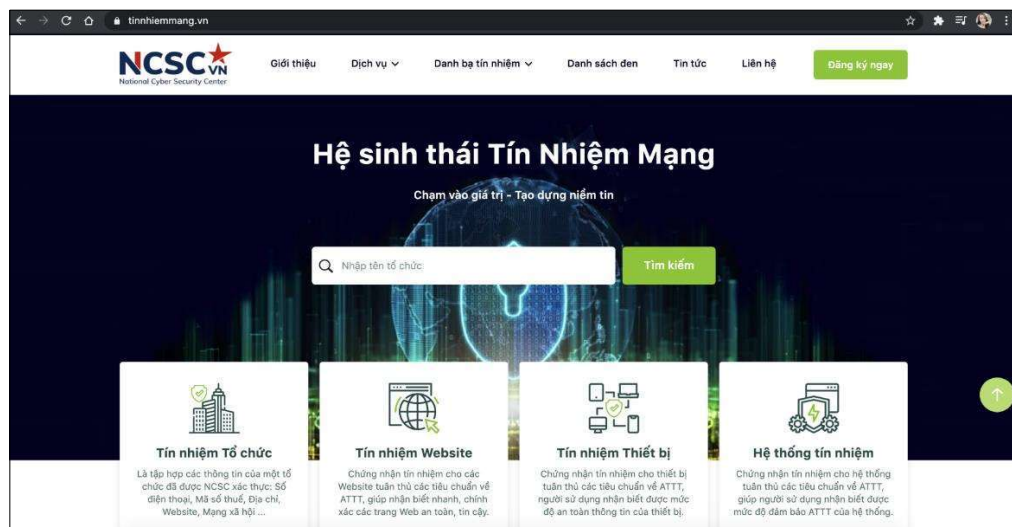 tinnhiemmang.vn
NCSC VN
National Cyber Security Center
Giới thiệu
Dịch vụ
Danh bạ tín nhiệm
Danh sách đen
Tin tức
Liên hệ
Đăng ký ngay
Hệ sinh thái Tín Nhiệm Mạng
Chạm vào giá trị - Tạo dựng niềm tin
Nhập tên tổ chức
Tìm kiếm
Tín nhiệm Tổ chức
Là tập hợp các thông tin của một tổ
chức đã được NCSC xác thực: Số
điện thoại, Mã số thuế, Địa chỉ,
Website, Mạng xã hội ...
Tín nhiệm Website
Chứng nhận tín nhiệm cho các
Website tuân thủ các tiêu chuẩn về
ATTT, giúp nhận biết nhanh, chính
xác các trang Web an toàn, tin cậy.
Tín nhiệm Thiết bị
Chứng nhận tín nhiệm cho thiết bị
tuân thủ các tiêu chuẩn về ATTT,
người sử dụng nhận biết được mức
độ an toàn thông tin của thiết bị.
Hệ thống tín nhiệm
Chứng nhận tín nhiệm cho hệ thống
tuân thủ các tiêu chuẩn về ATTT,
giúp người sử dụng nhận biết được
mức độ đảm bảo ATTT của hệ thống.